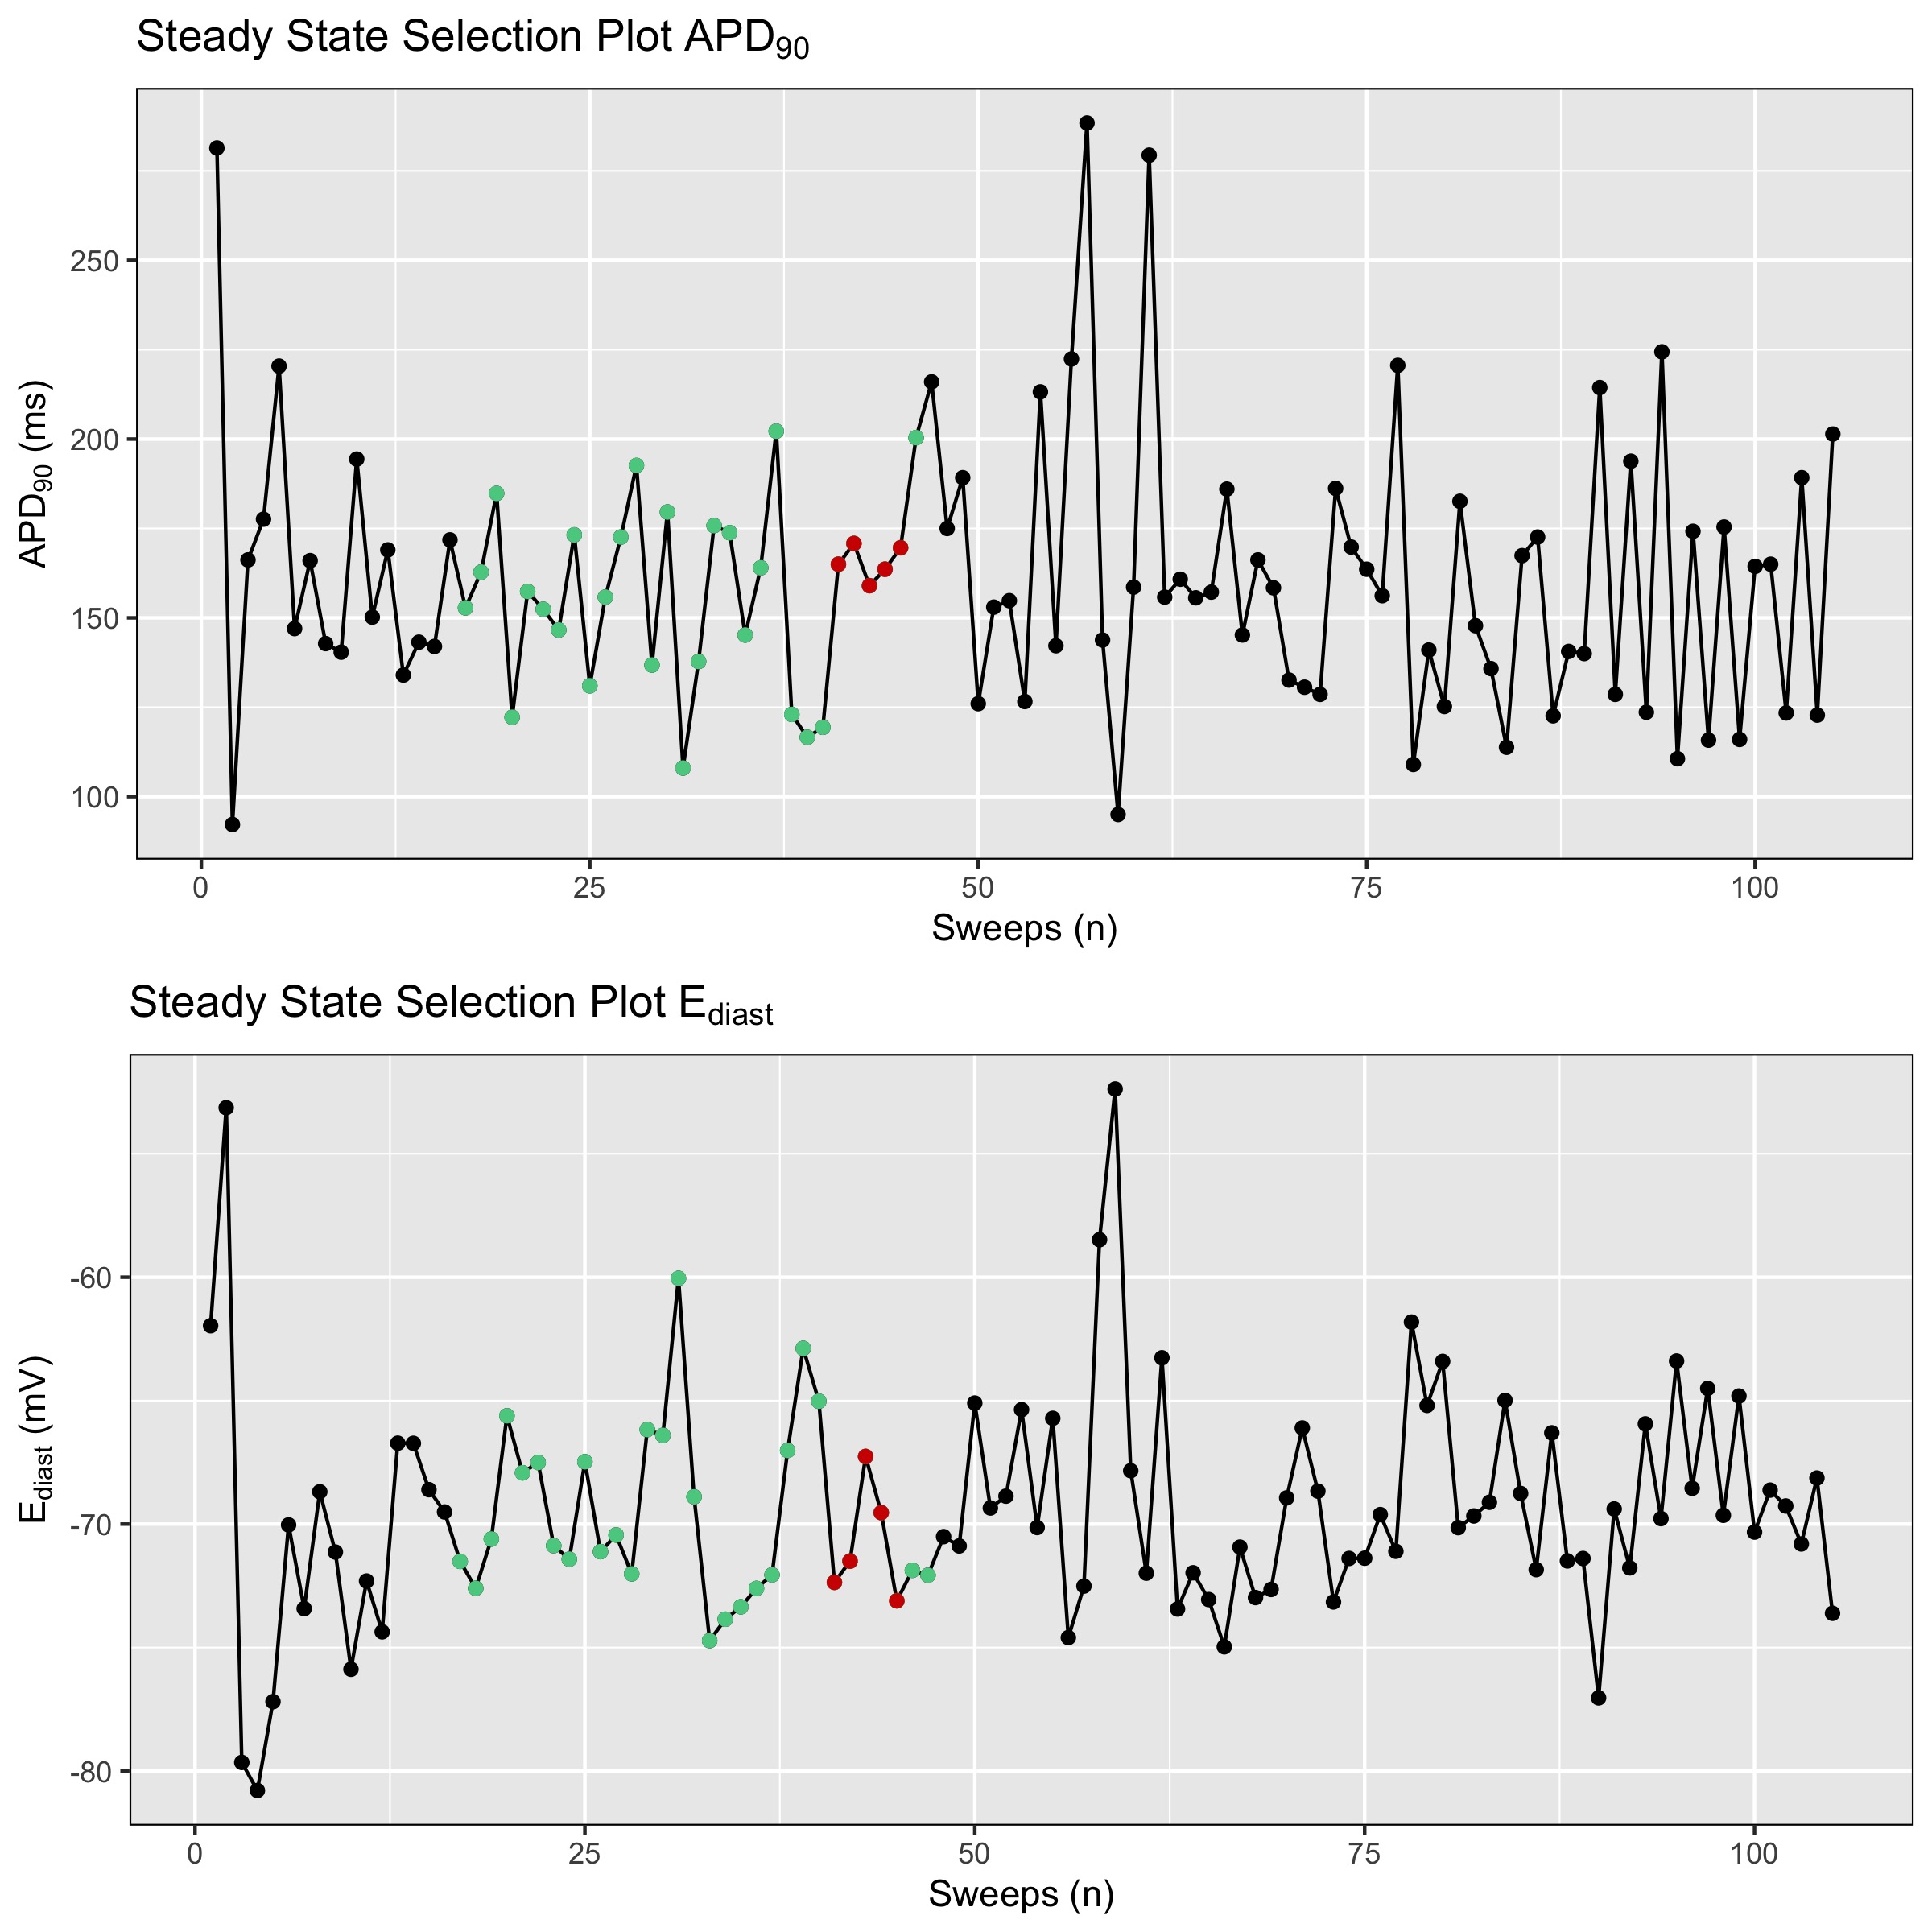 Steady State Selection Plot APD90
250
200
150
100
APD90 (ms)
0 25 50 75 100
Sweeps (n)
Steady State Selection Plot Ediast
-60
-70
-80
Ediast (mV)
0 25 50 75 100
Sweeps (n)